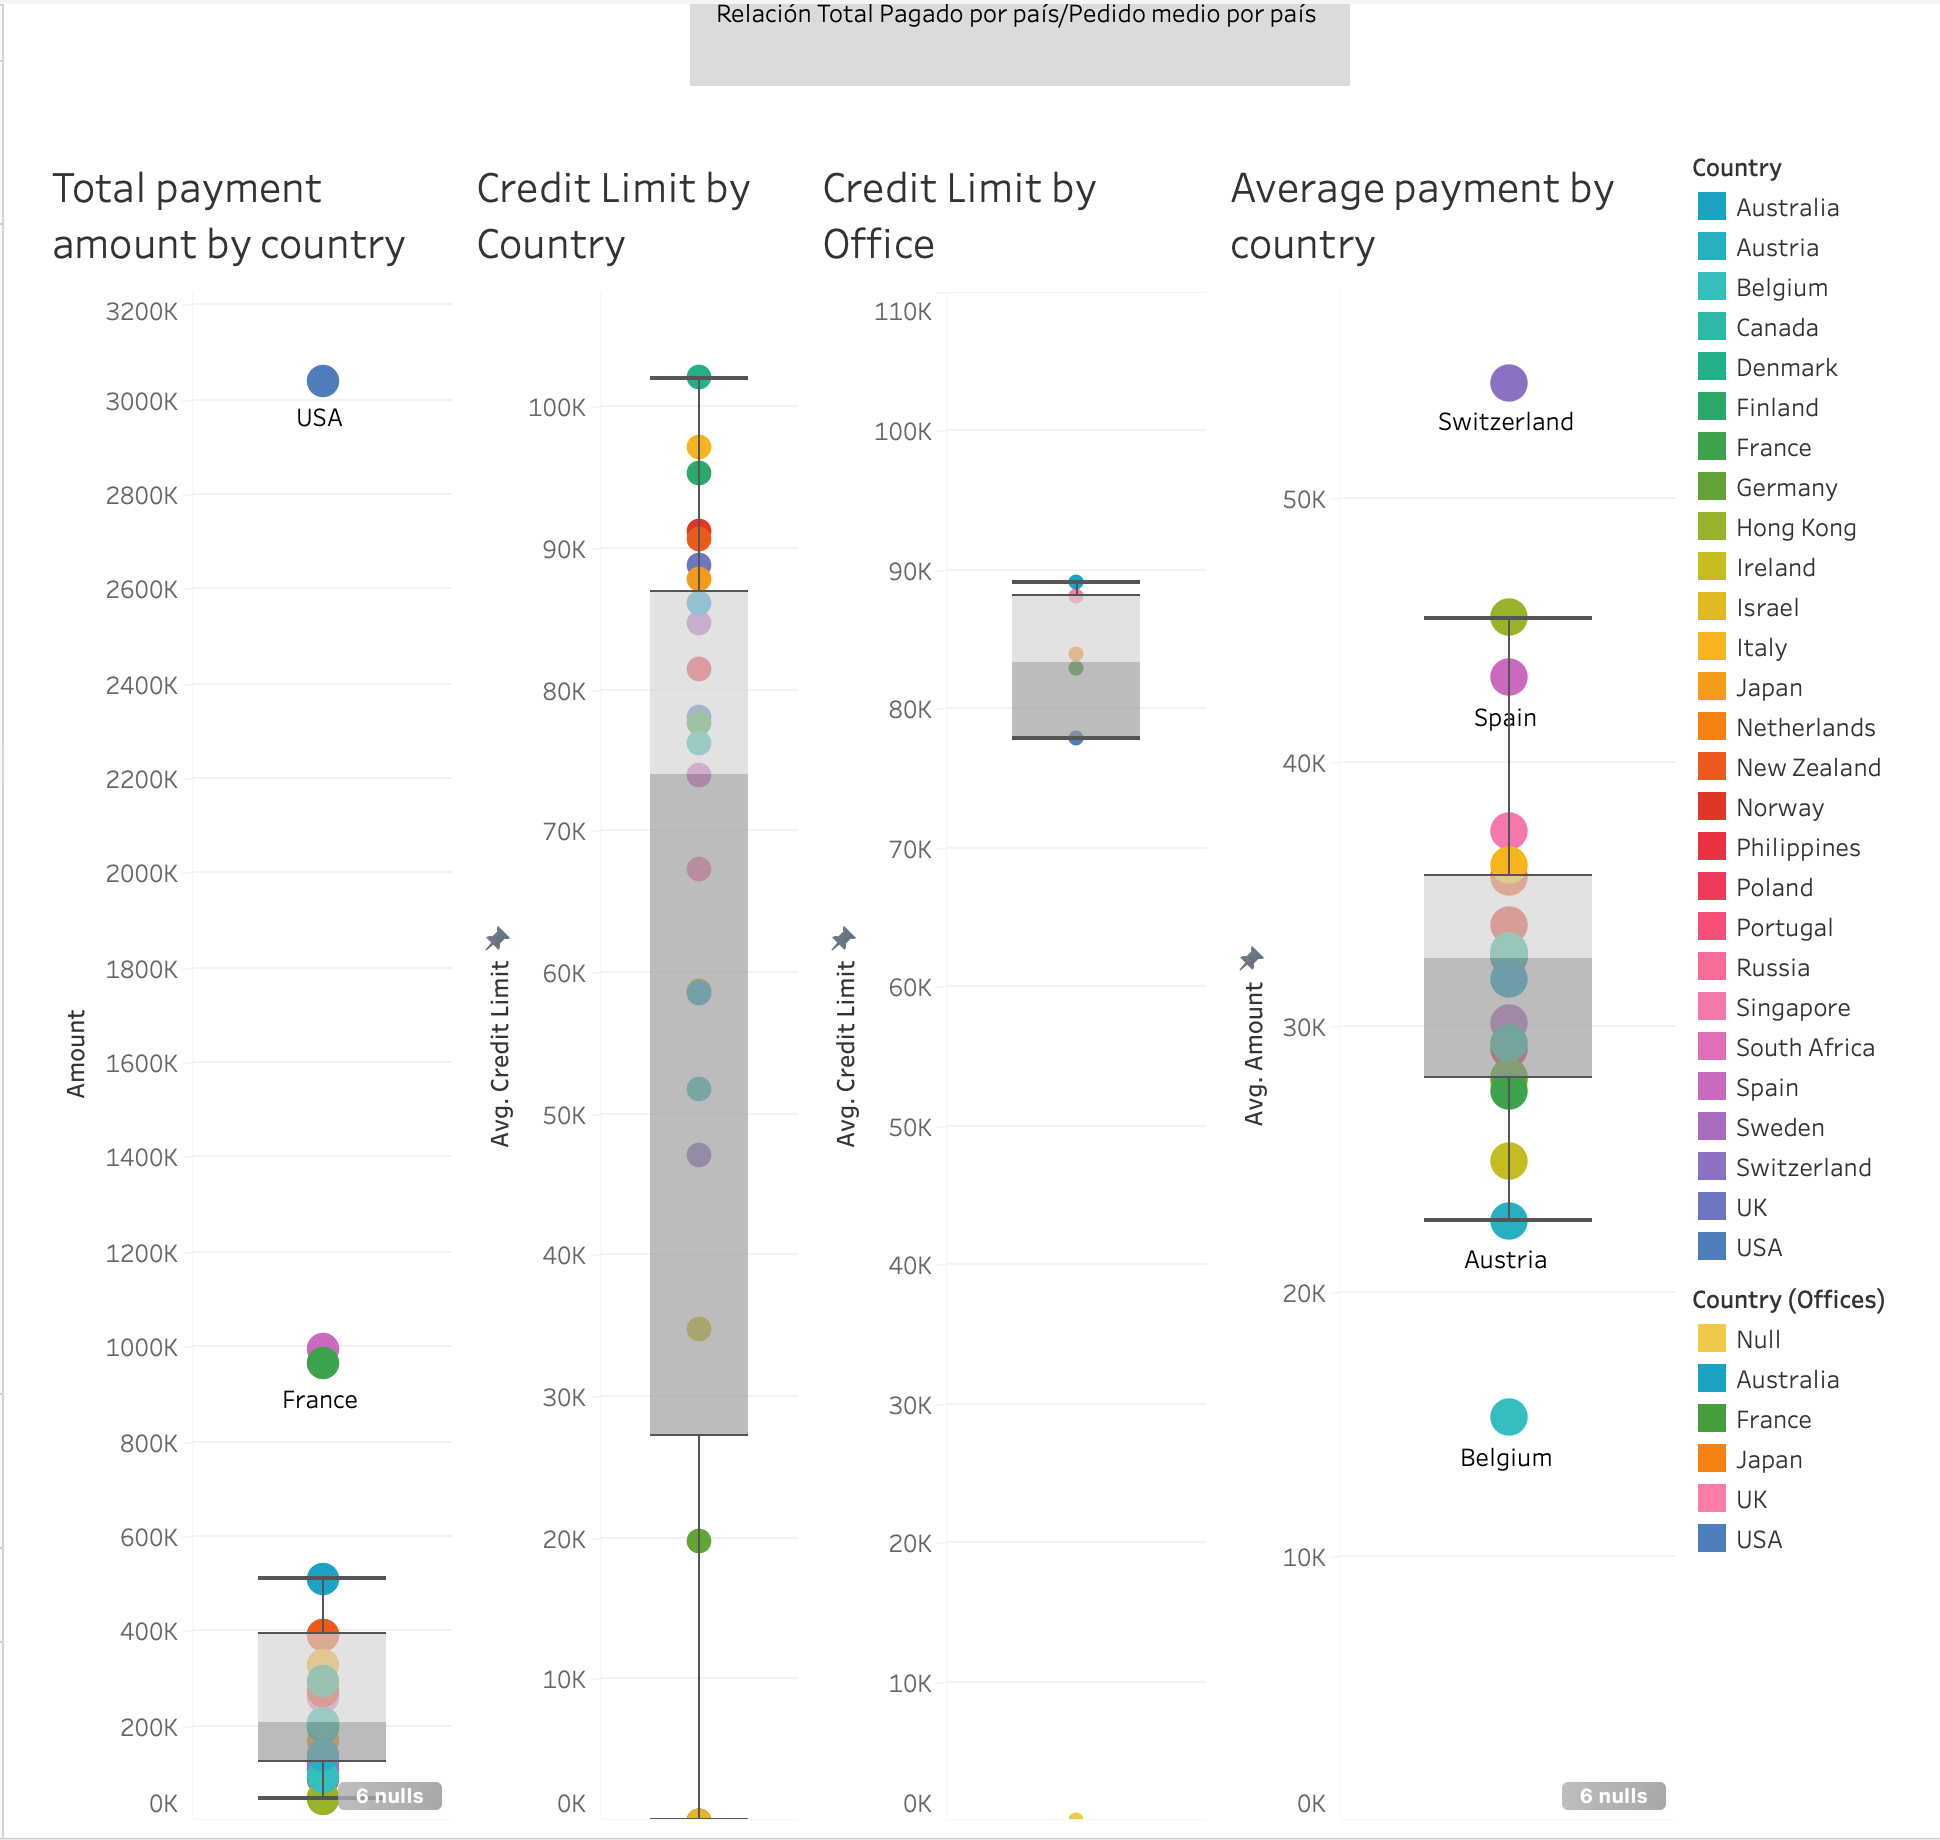 Relación Total Pagado por país/Pedido medio por país
Total payment
amount by country
3200K
3000K
2800K
2600K
2400K
2200K
2000K
1800K
1600K
1400K
1200K
1000K
800K
600K
400K
200K
0K
Amount
USA
France
6 nulls
Credit Limit by
Country
100K
90K
80K
70K
60K
50K
40K
30K
20K
10K
0K
Avg. Credit Limit
Credit Limit by
Office
110K
100K
90K
80K
70K
60K
50K
40K
30K
20K
10K
0K
Avg. Credit Limit
Average payment by
country
50K
40K
30K
20K
10K
0K
Avg. Amount
Switzerland
Spain
Austria
Belgium
6 nulls
Country
Australia
Austria
Belgium
Canada
Denmark
Finland
France
Germany
Hong Kong
Ireland
Israel
Italy
Japan
Netherlands
New Zealand
Norway
Philippines
Poland
Portugal
Russia
Singapore
South Africa
Spain
Sweden
Switzerland
UK
USA
Country (Offices)
Null
Australia
France
Japan
UK
USA